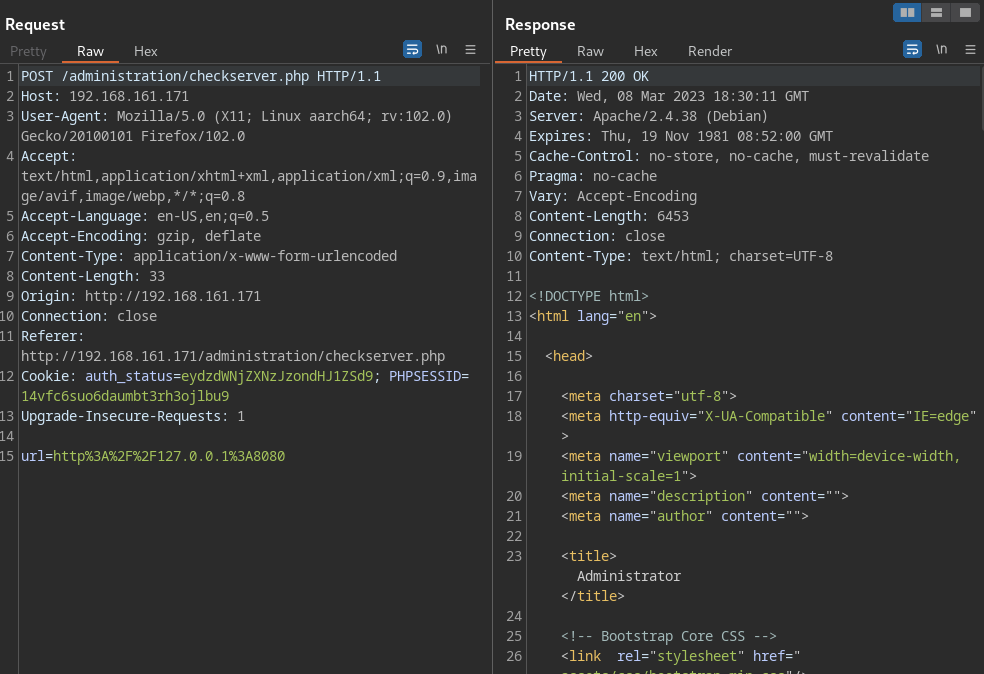 Request
Pretty Raw Hex \n
1 POST /administration/checkserver.php HTTP/1.1
2 Host: 192.168.161.171
3 User-Agent: Mozilla/5.0 (X11; Linux aarch64; rv:102.0)
Gecko/20100101 Firefox/102.0
4 Accept:
text/html,application/xhtml+xml,application/xml;q=0.9,ima
ge/avif,image/webp,*/*;q=0.8
5 Accept-Language: en-US,en;q=0.5
6 Accept-Encoding: gzip, deflate
7 Content-Type: application/x-www-form-urlencoded
8 Content-Length: 33
9 Origin: http://192.168.161.171
10 Connection: close
11 Referer:
http://192.168.161.171/administration/checkserver.php
12 Cookie: auth_status=eydzdWNjZXNzJzondHJ1ZSd9; PHPSESSID=
14vfc6suo6daumbt3rh3ojlbu9
13 Upgrade-Insecure-Requests: 1
14
15 url=http%3A%2F%2F127.0.0.1%3A8080
Response
Pretty Raw Hex Render \n
1 HTTP/1.1 200 OK
2 Date: Wed, 08 Mar 2023 18:30:11 GMT
3 Server: Apache/2.4.38 (Debian)
4 Expires: Thu, 19 Nov 1981 08:52:00 GMT
5 Cache-Control: no-store, no-cache, must-revalidate
6 Pragma: no-cache
7 Vary: Accept-Encoding
8 Content-Length: 6453
9 Connection: close
10 Content-Type: text/html; charset=UTF-8
11
12 <!DOCTYPE html>
13 <html lang="en">
14
15 <head>
16
17 <meta charset="utf-8">
18 <meta http-equiv="X-UA-Compatible" content="IE=edge"
>
19 <meta name="viewport" content="width=device-width,
initial-scale=1">
20 <meta name="description" content="">
21 <meta name="author" content="">
22
23 <title>
Administrator
</title>
24
25 <!-- Bootstrap Core CSS -->
26 <link rel="stylesheet" href="